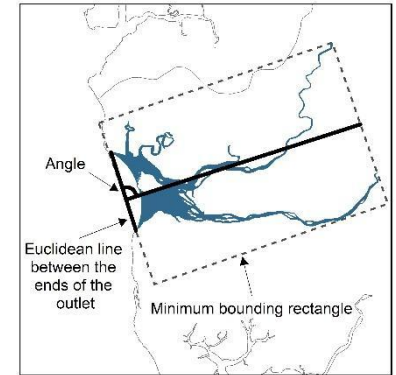 Angle
Euclidean line
between the
ends of the
outlet
Minimum bounding rectangle